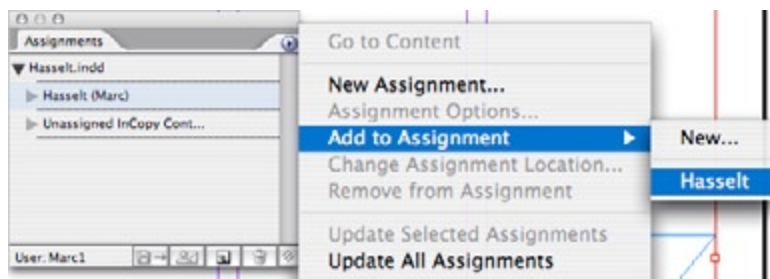 Assignments
Hasselt.indd
Hasselt (Marc)
Unassigned InCopy Cont...
User: Marc1
Go to Content
New Assignment...
Assignment Options...
Add to Assignment
Change Assignment Location...
Remove from Assignment
Update Selected Assignments
Update All Assignments
New...
Hasselt